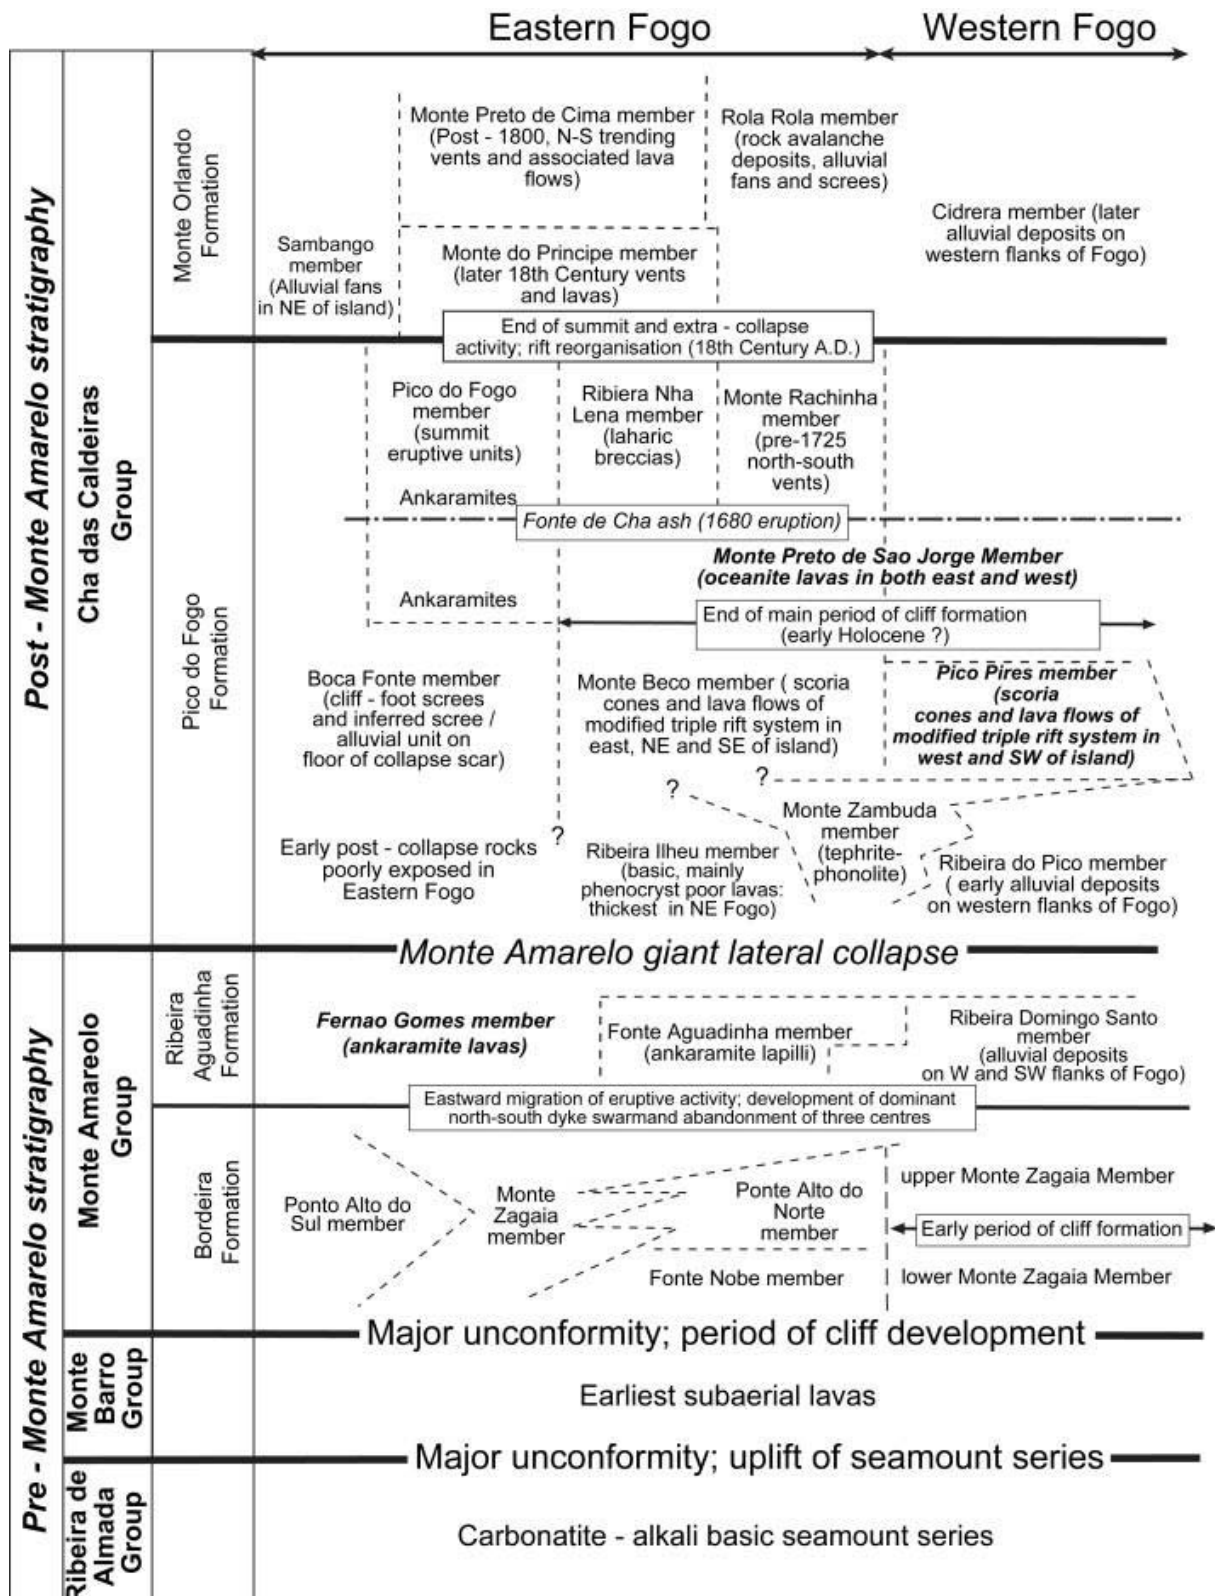 Eastern Fogo
Western Fogo
Post - Monte Amarelo stratigraphy
Cha das Caldeiras
Group
Monte Orlando
Formation
Monte Preto de Cima member
(Post - 1800, N-S trending
vents and associated lava
flows)
Rola Rola member
(rock avalanche
deposits, alluvial
fans and screes)
Cidrera member (later
alluvial deposits on
western flanks of Fogo)
Sambango
member
(Alluvial fans
in NE of island)
Monte do Principe member
(later 18th Century vents
and lavas)
End of summit and extra - collapse
activity; rift reorganisation (18th Century A.D.)
Pico do Fogo
Formation
Pico do Fogo
member
(summit
eruptive units)
Ribiera Nha
Lena member
(laharic
breccias)
Monte Rachinha
member
(pre-1725
north-south
vents)
Ankaramites
Fonte de Cha ash (1680 eruption)
Monte Preto de Sao Jorge Member
(oceanite lavas in both east and west)
Ankaramites
End of main period of cliff formation
(early Holocene ?)
Boca Fonte member
(cliff - foot screes
and inferred scree /
alluvial unit on
floor of collapse scar)
Monte Beco member ( scoria
cones and lava flows of
modified triple rift system in
east, NE and SE of island)
Pico Pires member
(scoria
cones and lava flows of
modified triple rift system in
west and SW of island)
?
?
?
Early post - collapse rocks
poorly exposed in
Eastern Fogo
Ribeira Ilheu member
(basic, mainly
phenocryst poor lavas:
thickest in NE Fogo)
Monte Zambuda
member
(tephrite-
phonolite)
Ribeira do Pico member
( early alluvial deposits
on western flanks of Fogo)
Monte Amarelo giant lateral collapse
Pre - Monte Amarelo stratigraphy
Monte Amareolo
Group
Ribeira
Aguadinha
Formation
Fernao Gomes member
(ankaramite lavas)
Fonte Aguadinha member
(ankaramite lapilli)
Ribeira Domingo Santo
member
(alluvial deposits
on W and SW flanks of Fogo)
Eastward migration of eruptive activity; development of dominant
north-south dyke swarmand abandonment of three centres
Bordeira
Formation
Ponto Alto do
Sul member
Monte
Zagaia
member
Ponte Alto do
Norte
member
Fonte Nobe member
upper Monte Zagaia Member
Early period of cliff formation
lower Monte Zagaia Member
Major unconformity; period of cliff development
Monte
Barro
Group
Earliest subaerial lavas
Major unconformity; uplift of seamount series
Ribeira de
Almada
Group
Carbonatite - alkali basic seamount series